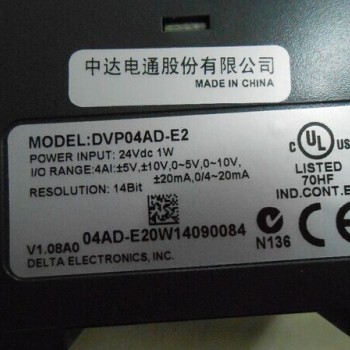 中达电通股份有限公司
MADE IN CHINA
MODEL:DVP04AD-E2
POWER INPUT: 24Vdc 1W
I/O RANGE:4AI:±5V,±10V,0~5V,0~10V,
±20mA,0/4~20mA
RESOLUTION: 14Bit
c UL US
LISTED
70HF
IND.CONT.E
04AD-E20W14090084
V1.08A0
DELTA ELECTRONICS, INC.
N136